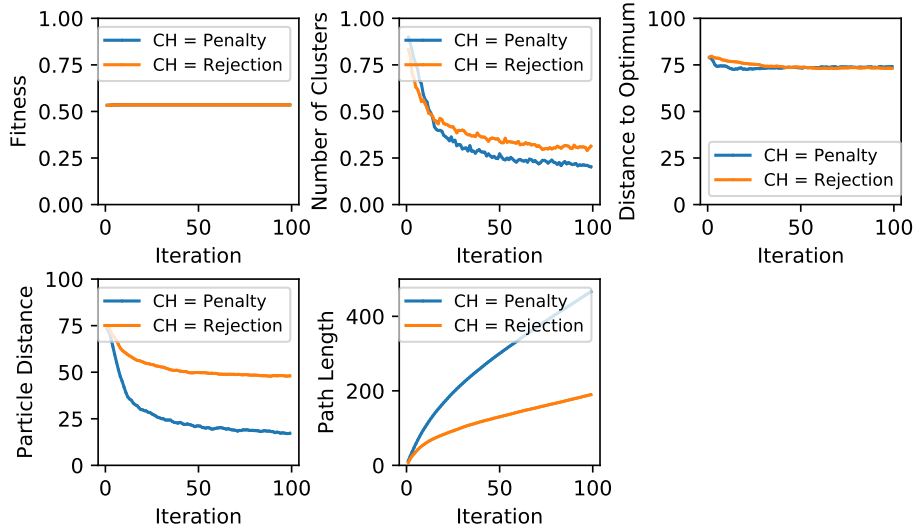 Fitness
1.00
0.75
0.50
0.25
0.00
CH = Penalty
CH = Rejection
0
50
100
Iteration
Number of Clusters
1.00
0.75
0.50
0.25
0.00
CH = Penalty
CH = Rejection
0
50
100
Iteration
Distance to Optimum
100
75
50
25
0
CH = Penalty
CH = Rejection
0
50
100
Iteration
Particle Distance
100
75
50
25
0
CH = Penalty
CH = Rejection
0
50
100
Iteration
Path Length
400
200
0
CH = Penalty
CH = Rejection
0
50
100
Iteration